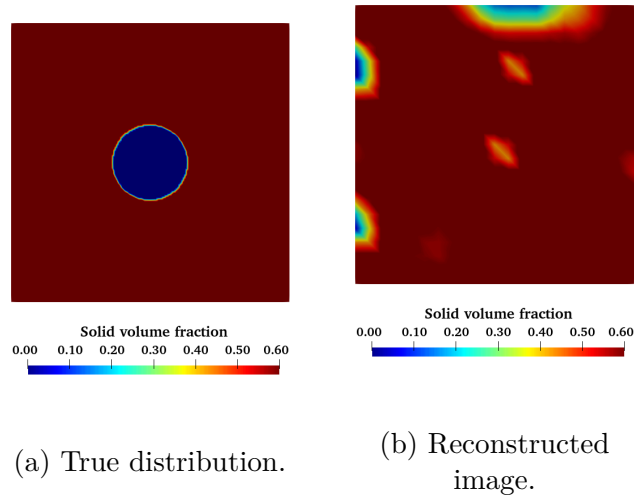 Solid volume fraction
0.00 0.10 0.20 0.30 0.40 0.50 0.60
(a) True distribution.
Solid volume fraction
0.00 0.10 0.20 0.30 0.40 0.50 0.60
(b) Reconstructed
image.